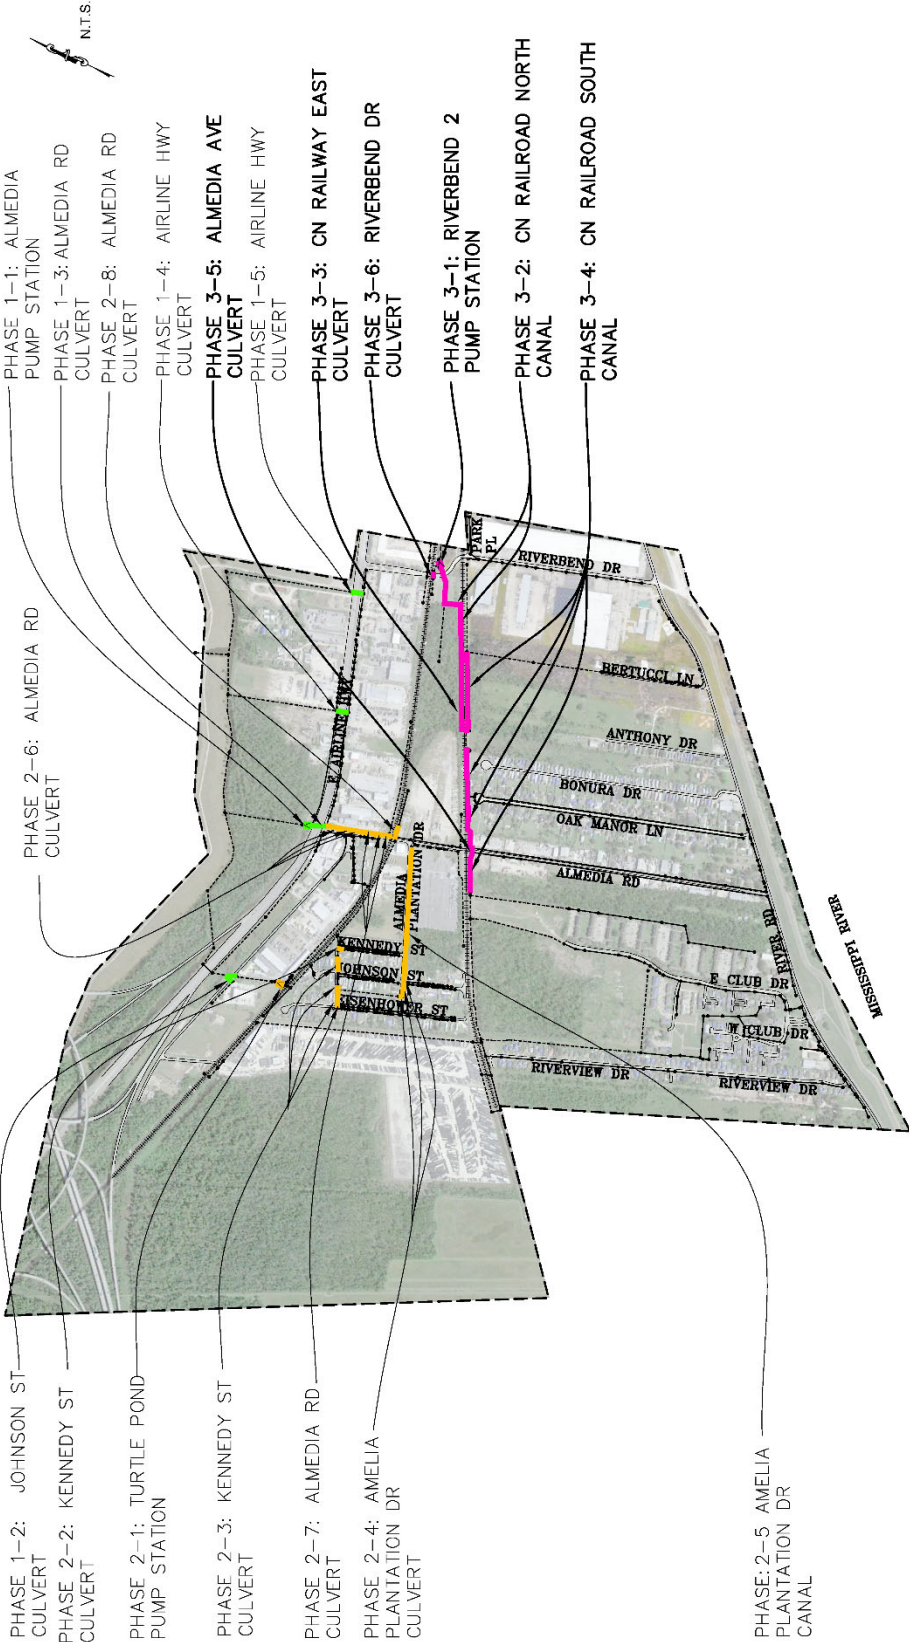 N.T.S.
PHASE 1-1: ALMEDIA
PUMP STATION
PHASE 1-3: ALMEDIA RD
CULVERT
PHASE 2-8: ALMEDIA RD
CULVERT
PHASE 1-4: AIRLINE HWY
CULVERT
PHASE 3-5: ALMEDIA AVE
CULVERT
PHASE 1-5: AIRLINE HWY
CULVERT
PHASE 3-3: CN RAILWAY EAST
CULVERT
PHASE 3-6: RIVERBEND DR
CULVERT
PHASE 3-1: RIVERBEND 2
PUMP STATION
PHASE 3-2: CN RAILROAD NORTH
CANAL
PHASE 3-4: CN RAILROAD SOUTH
CANAL
PHASE 2-6: ALMEDIA RD
CULVERT
PARK
PL
RIVERBEND DR
BERTUCCI LN
E AIRLINE HWY
ANTHONY DR
BONURA DR
OAK MANOR LN
ALMEDIA RD
ALMEDIA
PLANTATION DR
KENNEDY ST
JOHNSON ST
EISENHOWER ST
RIVER RD
E CLUB DR
W CLUB DR
RIVERVIEW DR
RIVERVIEW DR
MISSISSIPPI RIVER
PHASE 1-2: JOHNSON ST
CULVERT
PHASE 2-2: KENNEDY ST
CULVERT
PHASE 2-1: TURTLE POND
PUMP STATION
PHASE 2-3: KENNEDY ST
CULVERT
PHASE 2-7: ALMEDIA RD
CULVERT
PHASE 2-4: AMELIA
PLANTATION DR
CULVERT
PHASE: 2-5 AMELIA
PLANTATION DR
CANAL